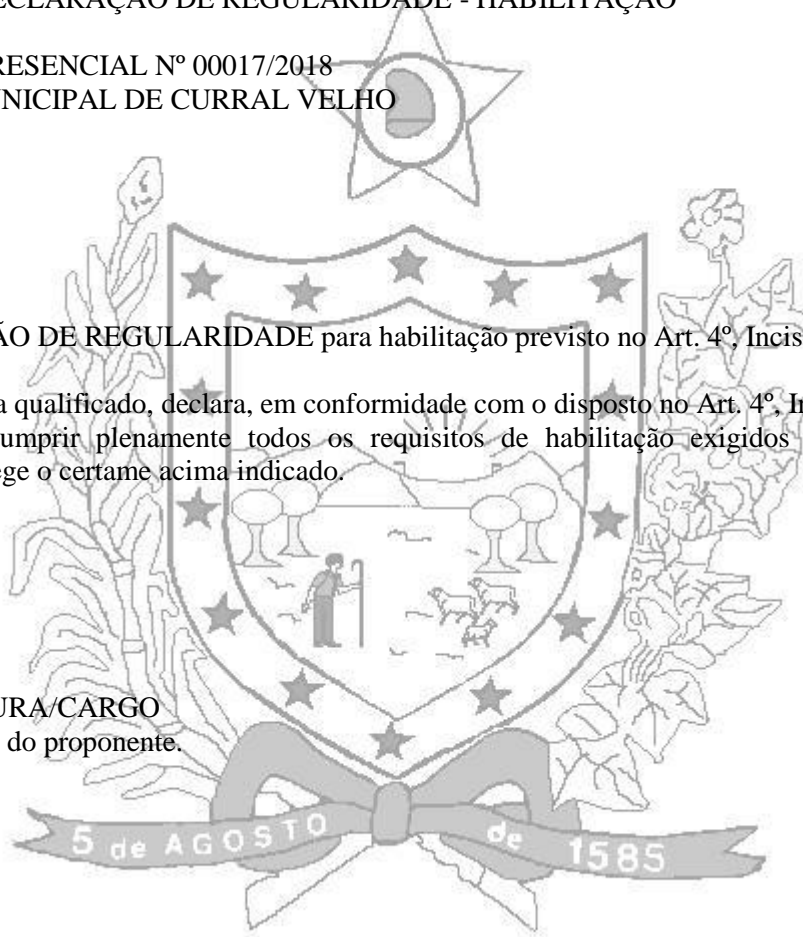 ECLARAÇÃO DE REGULARIDADE - HABILITAÇÃO
RESENCIAL Nº 00017/2018
UNICIPAL DE CURRAL VELHO
ÃO DE REGULARIDADE para habilitação previsto no Art. 4º, Incis
a qualificado, declara, em conformidade com o disposto no Art. 4º, In
umprir plenamente todos os requisitos de habilitação exigidos
ege o certame acima indicado.
URA/CARGO
do proponente.
5 de AGOSTO de 1585